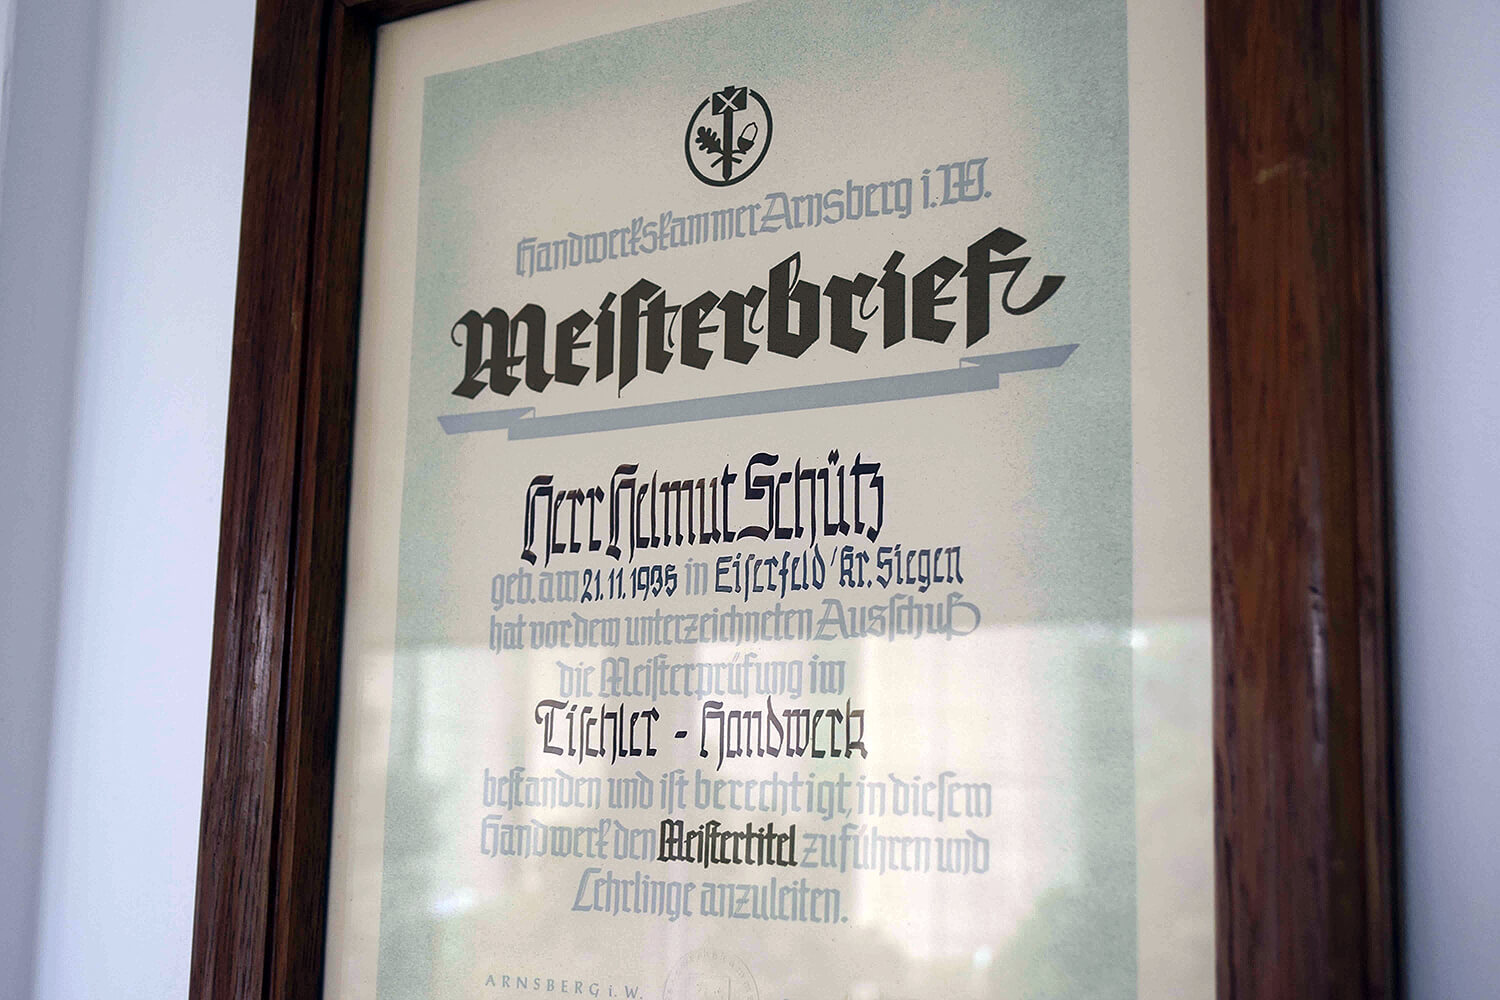 Handwerkskammer Arnsberg i.W.
Meisterbrief
Herr Helmut Schütz
geb. am 21.11.1935 in Eiserfeld/Kr. Siegen
hat vor dem unterzeichneten Ausschuß
die Meisterprüfung im
Tischler - Handwerk
bestanden und ist berechtigt, in diesem
Handwerk den Meistertitel zu führen und
Lehrlinge anzuleiten.
ARNSBERG i. W.